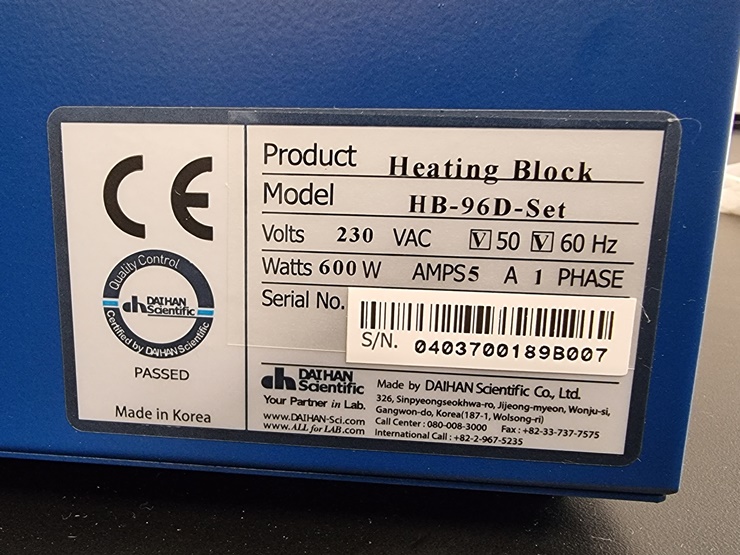 CE
Quality Control
DAIHAN
Scientific
Certified by DAIHAN Scientific
PASSED
Made in Korea
Product Heating Block
Model HB-96D-Set
Volts 230 VAC V 50 V 60 Hz
Watts 600 W AMPS 5 A 1 PHASE
Serial No.
S/N. 0403700189B007
DAIHAN
Scientific
Your Partner in Lab.
www.DAIHAN-Sci.com
www.ALL for LAB.com
Made by DAIHAN Scientific Co., Ltd.
326, Sinpyeongseokhwa-ro, Jijeong-myeon, Wonju-si,
Gangwon-do, Korea(187-1, Wolsong-ri)
Call Center : 080-008-3000 Fax : +82-33-737-7575
International Call : +82-2-967-5235